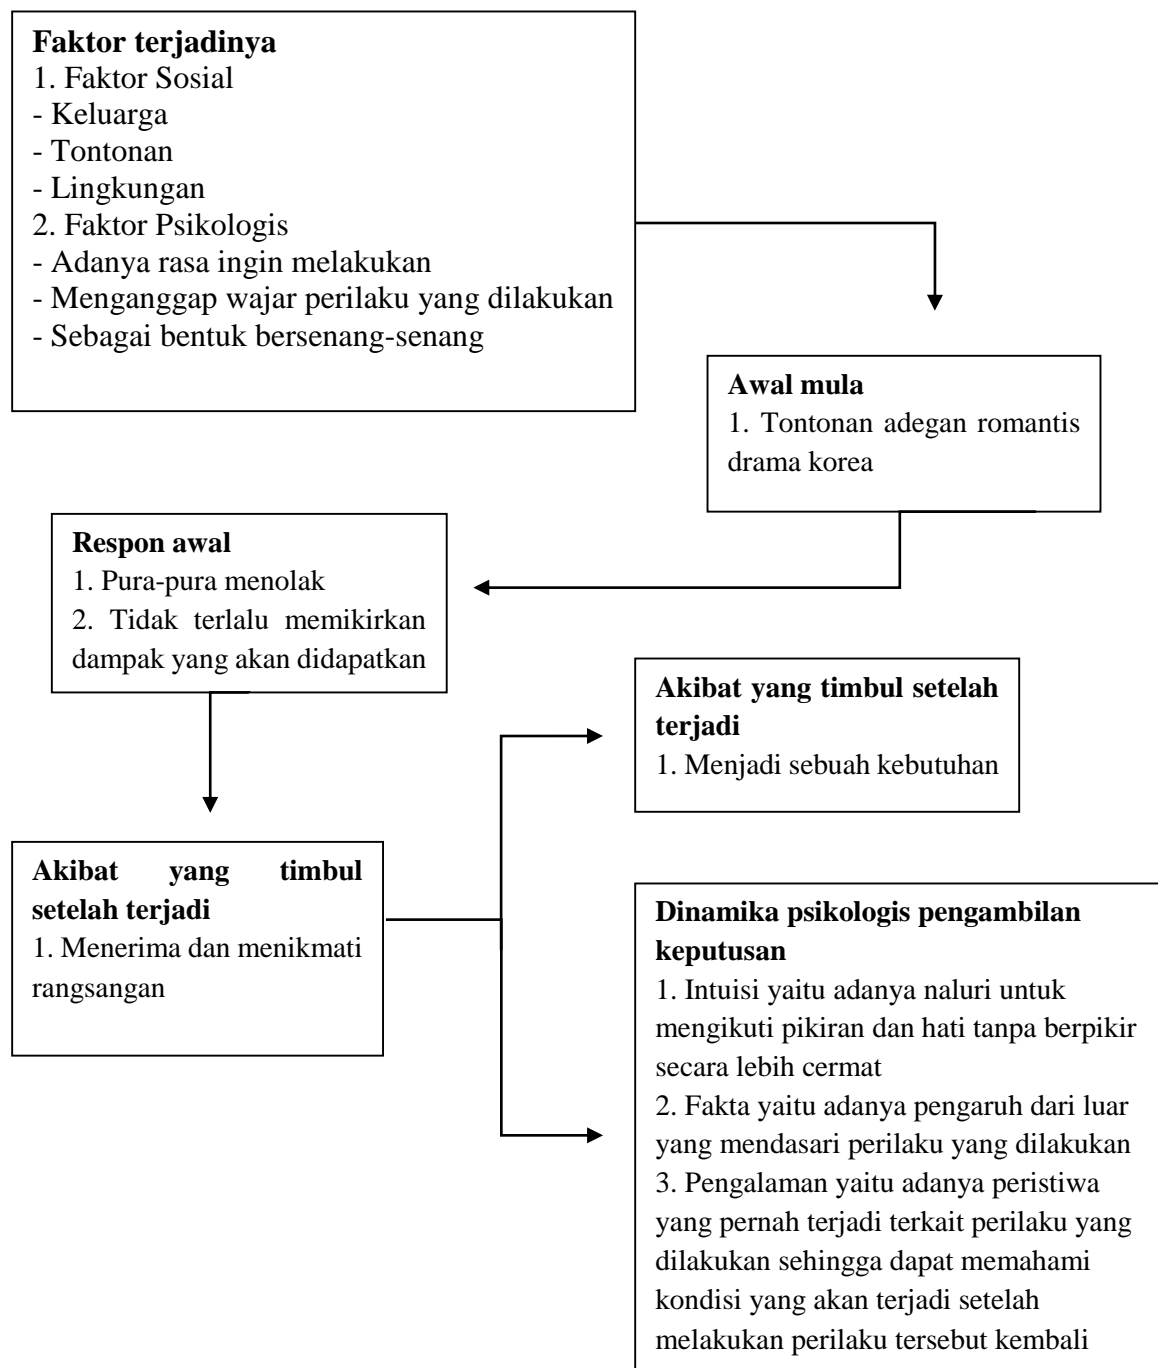 Faktor terjadinya
1. Faktor Sosial
- Keluarga
- Tontonan
- Lingkungan
2. Faktor Psikologis
- Adanya rasa ingin melakukan
- Menganggap wajar perilaku yang dilakukan
- Sebagai bentuk bersenang-senang
Awal mula
1. Tontonan adegan romantis
drama korea
Respon awal
1. Pura-pura menolak
2. Tidak terlalu memikirkan
dampak yang akan didapatkan
Akibat yang timbul setelah
terjadi
1. Menjadi sebuah kebutuhan
Akibat yang timbul
setelah terjadi
1. Menerima dan menikmati
rangsangan
Dinamika psikologis pengambilan
keputusan
1. Intuisi yaitu adanya naluri untuk
mengikuti pikiran dan hati tanpa berpikir
secara lebih cermat
2. Fakta yaitu adanya pengaruh dari luar
yang mendasari perilaku yang dilakukan
3. Pengalaman yaitu adanya peristiwa
yang pernah terjadi terkait perilaku yang
dilakukan sehingga dapat memahami
kondisi yang akan terjadi setelah
melakukan perilaku tersebut kembali